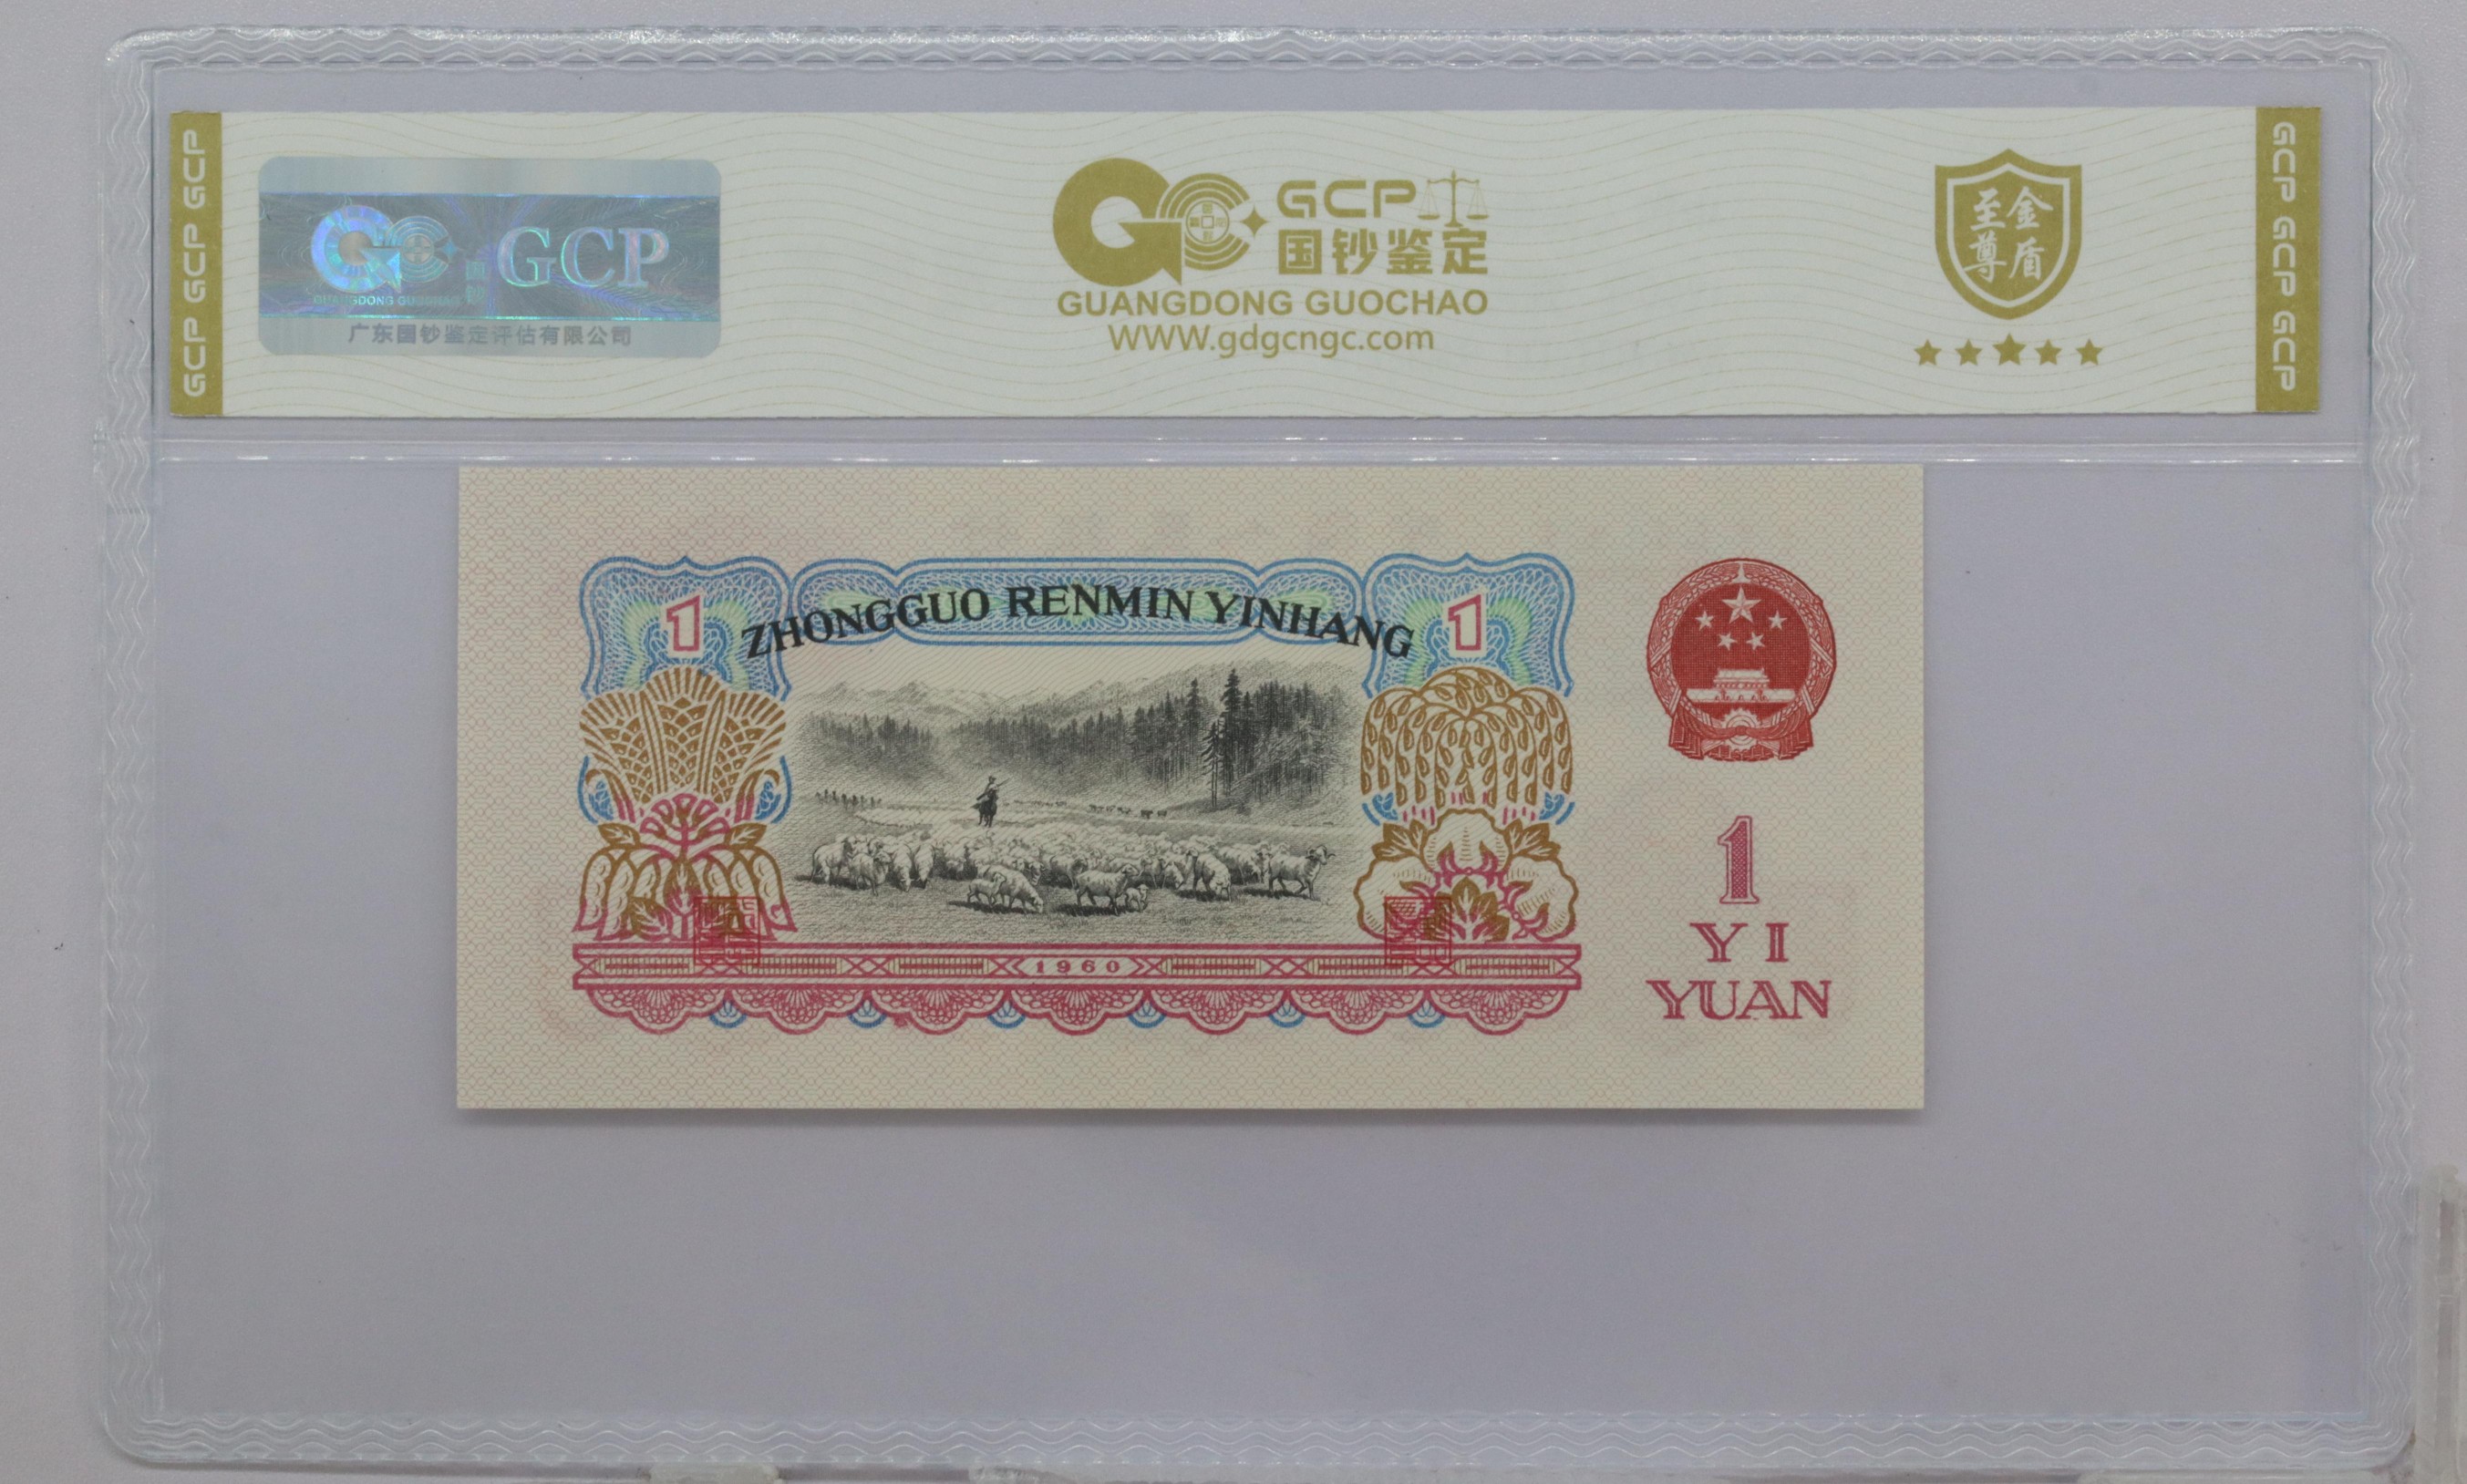 GCP GCP GCP
GCP
国钞
GUANGDONG GUOCHAO
广东国钞鉴定评估有限公司
GCP
国钞鉴定
GUANGDONG GUOCHAO
WWW.gdgcngc.com
金盾
至尊
GCP GCP GCP
1
ZHONGGUO RENMIN YINHANG
1
1960
1
YI
YUAN